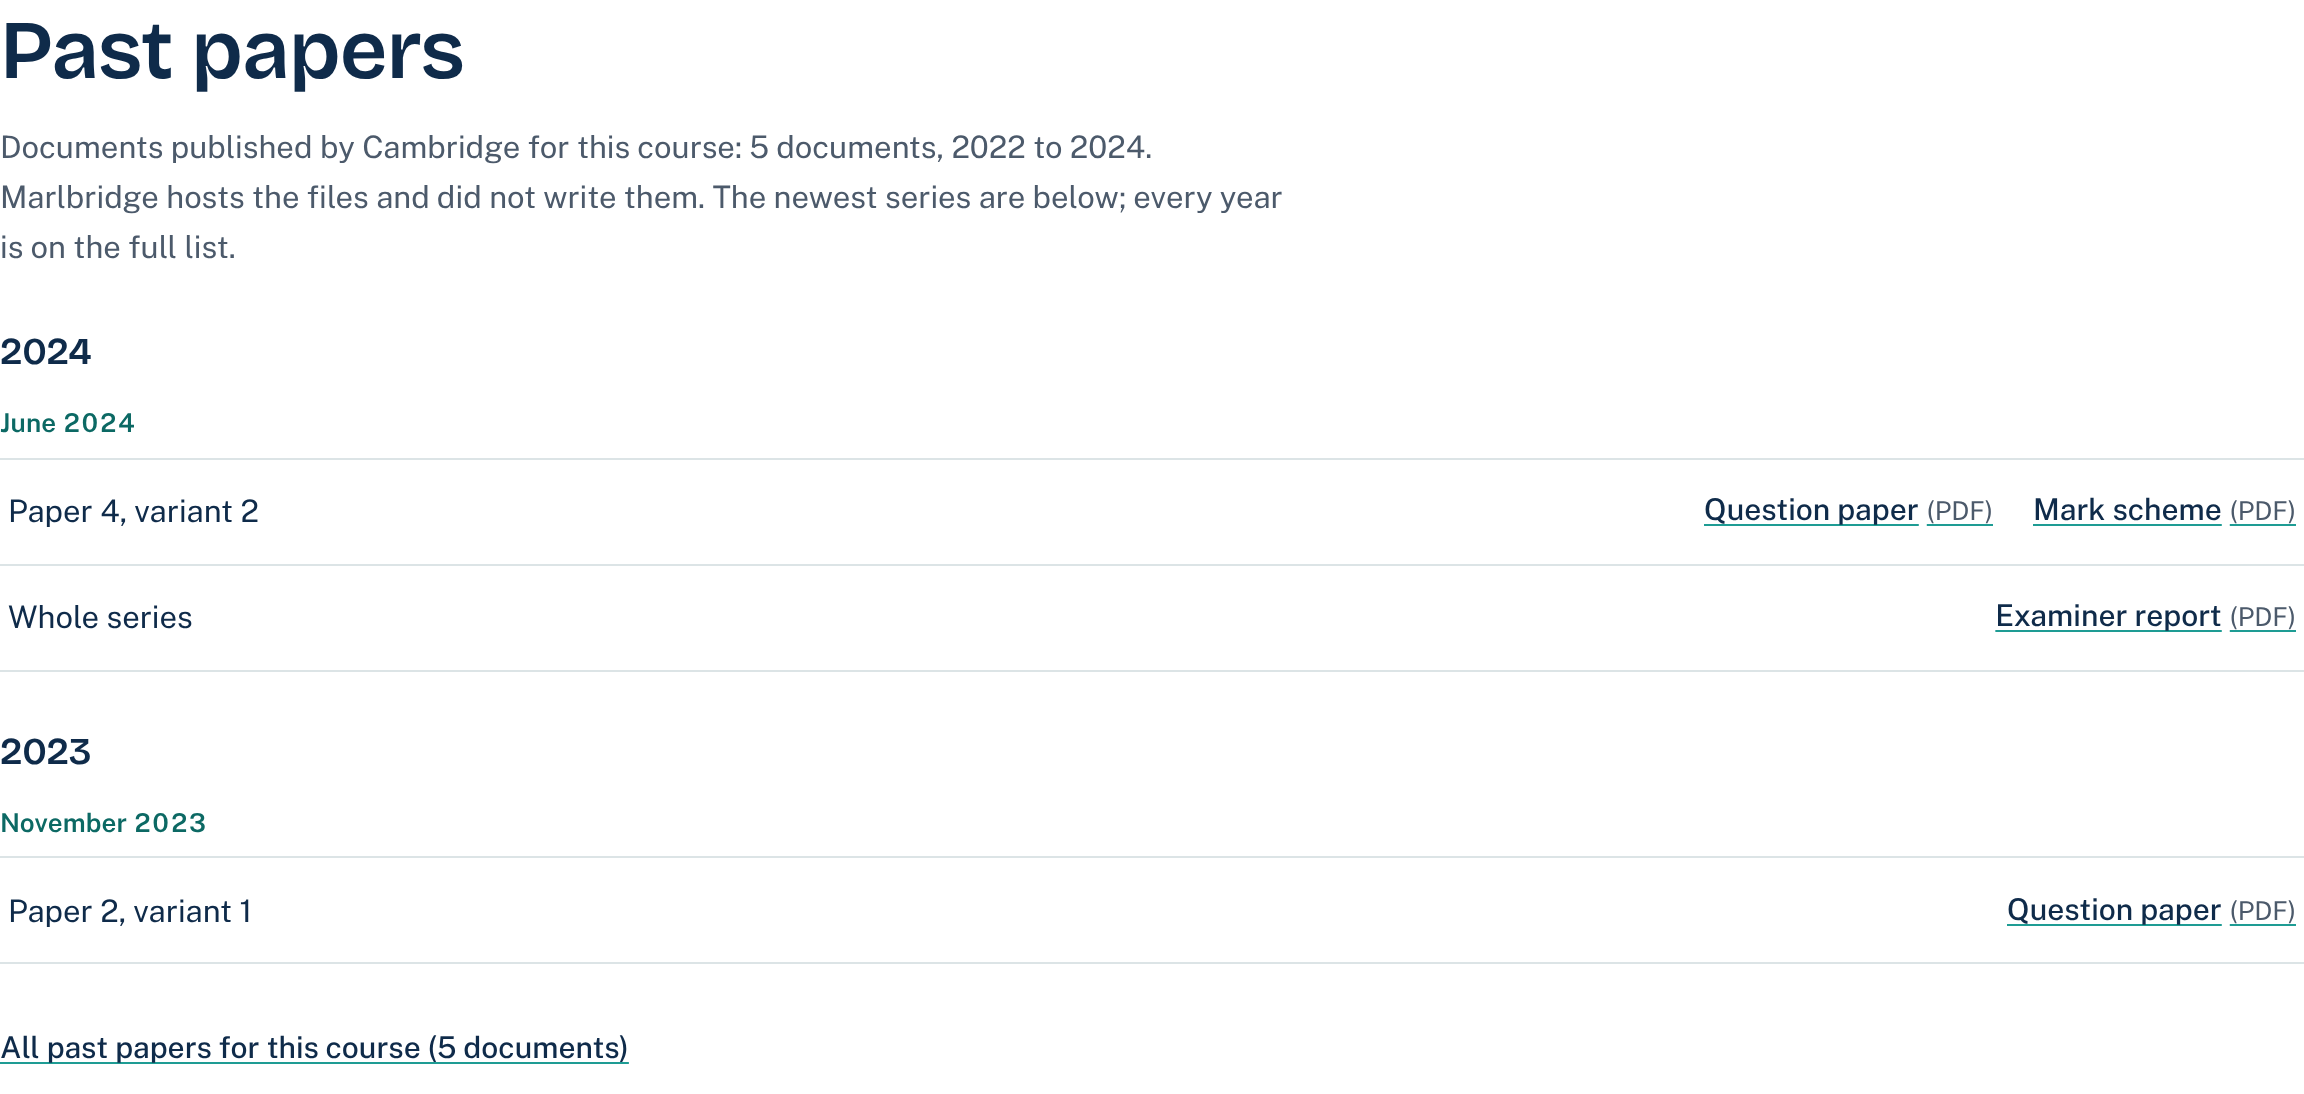 Past papers
Documents published by Cambridge for this course: 5 documents, 2022 to 2024.
Marlbridge hosts the files and did not write them. The newest series are below; every year
is on the full list.
2024
June 2024
Paper 4, variant 2 Question paper (PDF) Mark scheme (PDF)
Whole series Examiner report (PDF)
2023
November 2023
Paper 2, variant 1 Question paper (PDF)
All past papers for this course (5 documents)